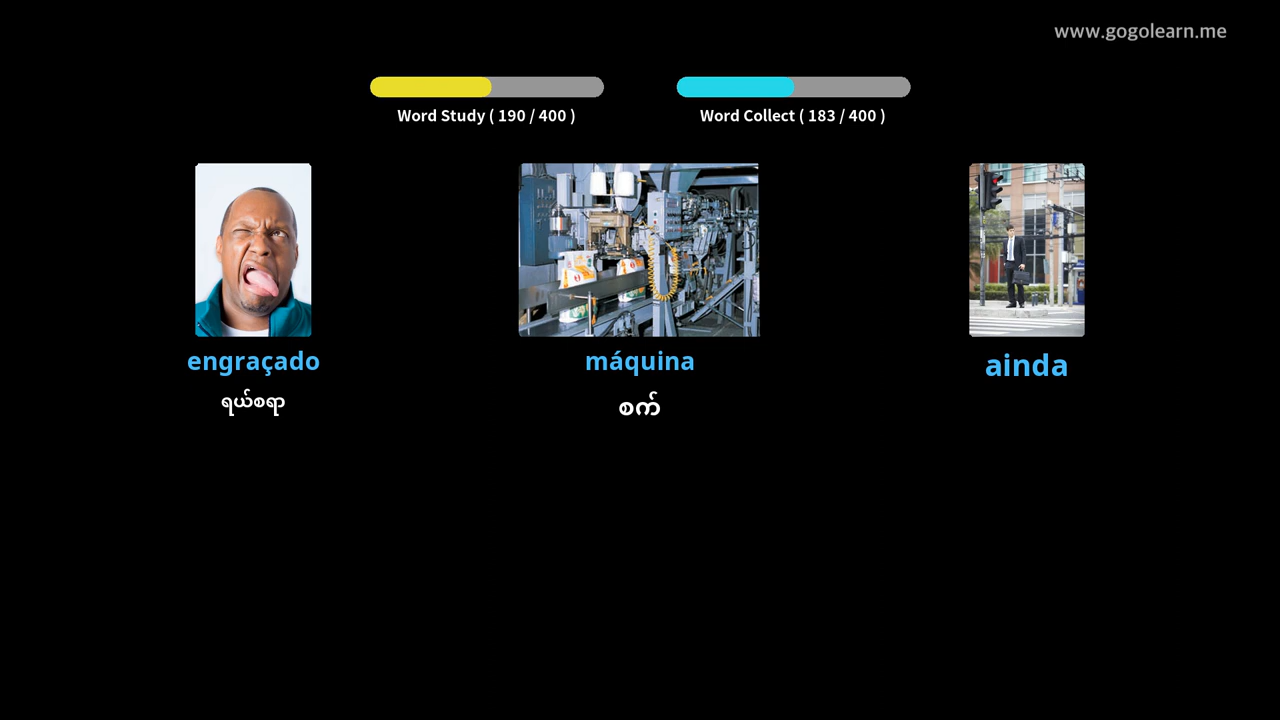 www.gogolearn.me
Word Study ( 190 / 400 )
Word Collect ( 183 / 400 )
engraçado
máquina
ainda
ရယ်စရာ
စက်